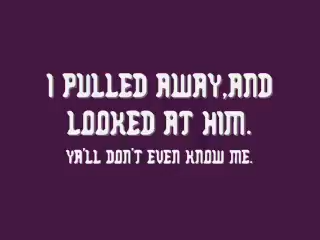 I PULLED AWAY,AND
LOOKED AT HIM.
YA'LL DON'T EVEN KNOW ME.